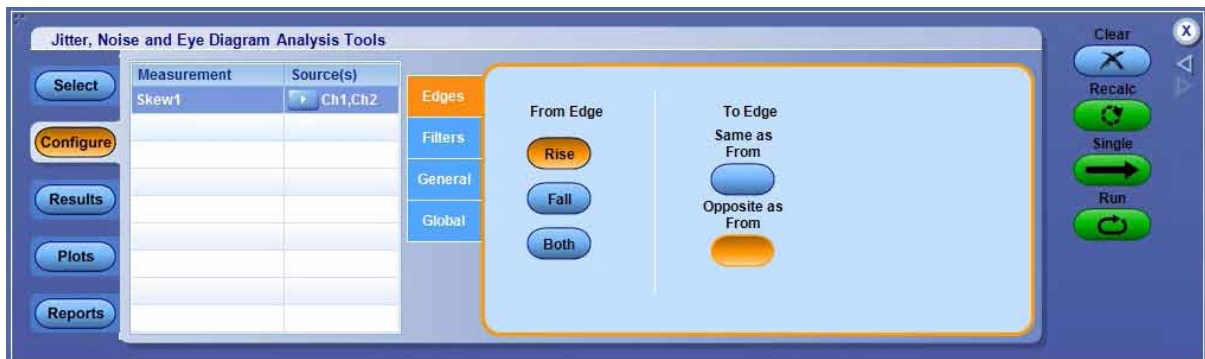 Jitter, Noise and Eye Diagram Analysis Tools
Select
Configure
Results
Plots
Reports
Measurement Source(s)
Skew1 Ch1,Ch2
Edges
Filters
General
Global
From Edge
Rise
Fall
Both
To Edge
Same as
From
Opposite as
From
Clear
Recalc
Single
Run
X